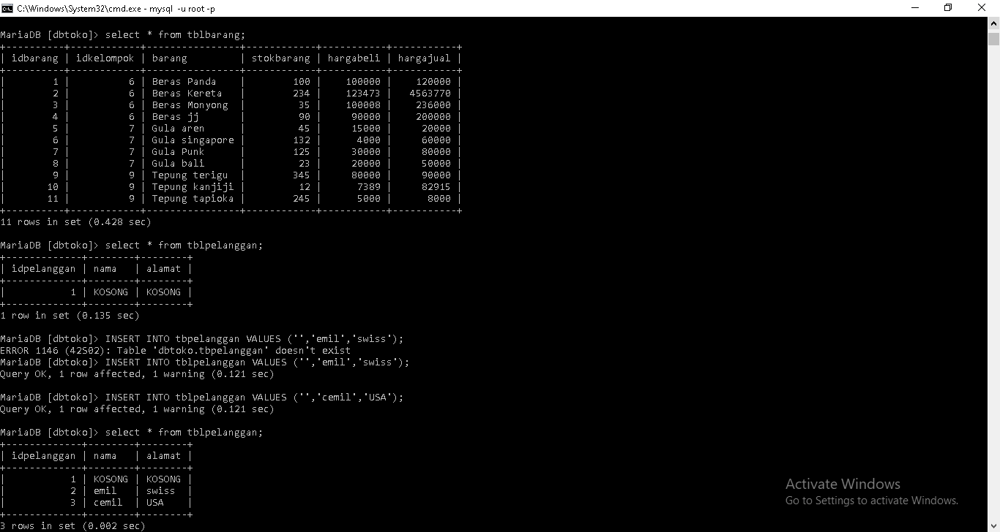 C:\Windows\System32\cmd.exe - mysql -u root -p
MariaDB [dbtoko]> select * from tblbarang;
+----------+------------+-----------------+------------+-----------+-----------+
| idbarang | idkelompok | barang          | stokbarang | hargabeli | hargajual |
+----------+------------+-----------------+------------+-----------+-----------+
|        1 |          6 | Beras Panda     |        100 |    100000 |    120000 |
|        2 |          6 | Beras Kereta    |        234 |    123473 |   4563770 |
|        3 |          6 | Beras Monyong   |         35 |    100008 |    236000 |
|        4 |          6 | Beras jj        |         90 |     90000 |    200000 |
|        5 |          7 | Gula aren       |         45 |     15000 |     20000 |
|        6 |          7 | Gula singapore  |        132 |      4000 |     60000 |
|        7 |          7 | Gula Punk       |        125 |     30000 |     80000 |
|        8 |          7 | Gula bali       |         23 |     20000 |     50000 |
|        9 |          9 | Tepung terigu   |        345 |     80000 |     90000 |
|       10 |          9 | Tepung kanjiji  |         12 |      7389 |     82915 |
|       11 |          9 | Tepung tapioka  |        245 |      5000 |      8000 |
+----------+------------+-----------------+------------+-----------+-----------+
11 rows in set (0.428 sec)
MariaDB [dbtoko]> select * from tblpelanggan;
+-------------+--------+--------+
| idpelanggan | nama   | alamat |
+-------------+--------+--------+
|           1 | KOSONG | KOSONG |
+-------------+--------+--------+
1 row in set (0.135 sec)
MariaDB [dbtoko]> INSERT INTO tbpelanggan VALUES ('','emil','swiss');
ERROR 1146 (42S02): Table 'dbtoko.tbpelanggan' doesn't exist
MariaDB [dbtoko]> INSERT INTO tblpelanggan VALUES ('','emil','swiss');
Query OK, 1 row affected, 1 warning (0.121 sec)
MariaDB [dbtoko]> INSERT INTO tblpelanggan VALUES ('','cemil','USA');
Query OK, 1 row affected, 1 warning (0.121 sec)
MariaDB [dbtoko]> select * from tblpelanggan;
+-------------+--------+--------+
| idpelanggan | nama   | alamat |
+-------------+--------+--------+
|           1 | KOSONG | KOSONG |
|           2 | emil   | swiss  |
|           3 | cemil  | USA    |
+-------------+--------+--------+
3 rows in set (0.002 sec)
Activate Windows
Go to Settings to activate Windows.